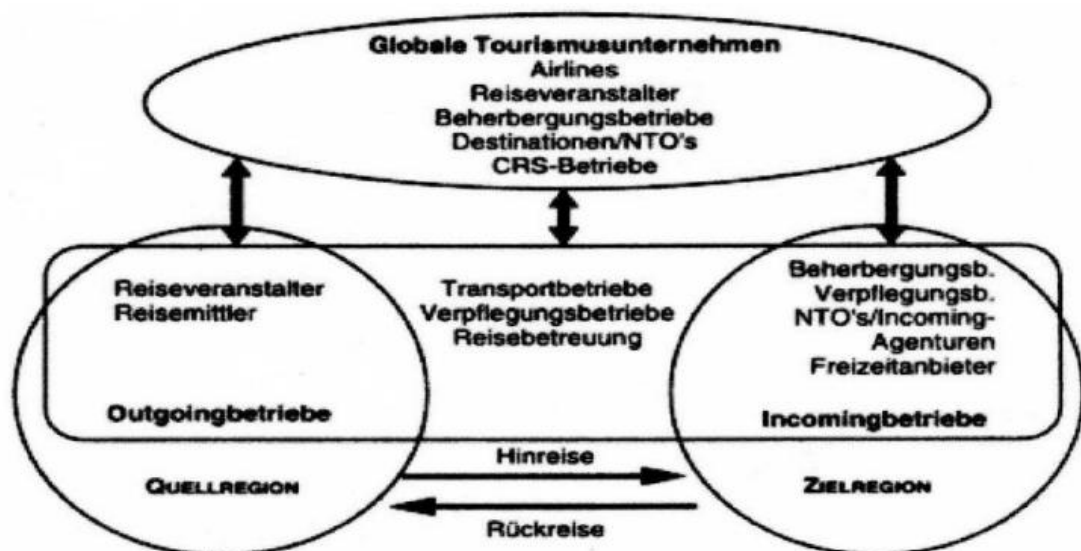 Globale Tourismusunternehmen
Airlines
Reiseveranstalter
Beherbergungsbetriebe
Destinationen/NTO's
CRS-Betriebe
Reiseveranstalter
Reisemittler
Outgoingbetriebe
Transportbetriebe
Verpflegungsbetriebe
Reisebetreuung
Beherbergungsb.
Verpflegungsb.
NTO's/Incoming-
Agenturen
Freizeitanbieter
Incomingbetriebe
QUELLREGION
Hinreise
Rückreise
ZIELREGION